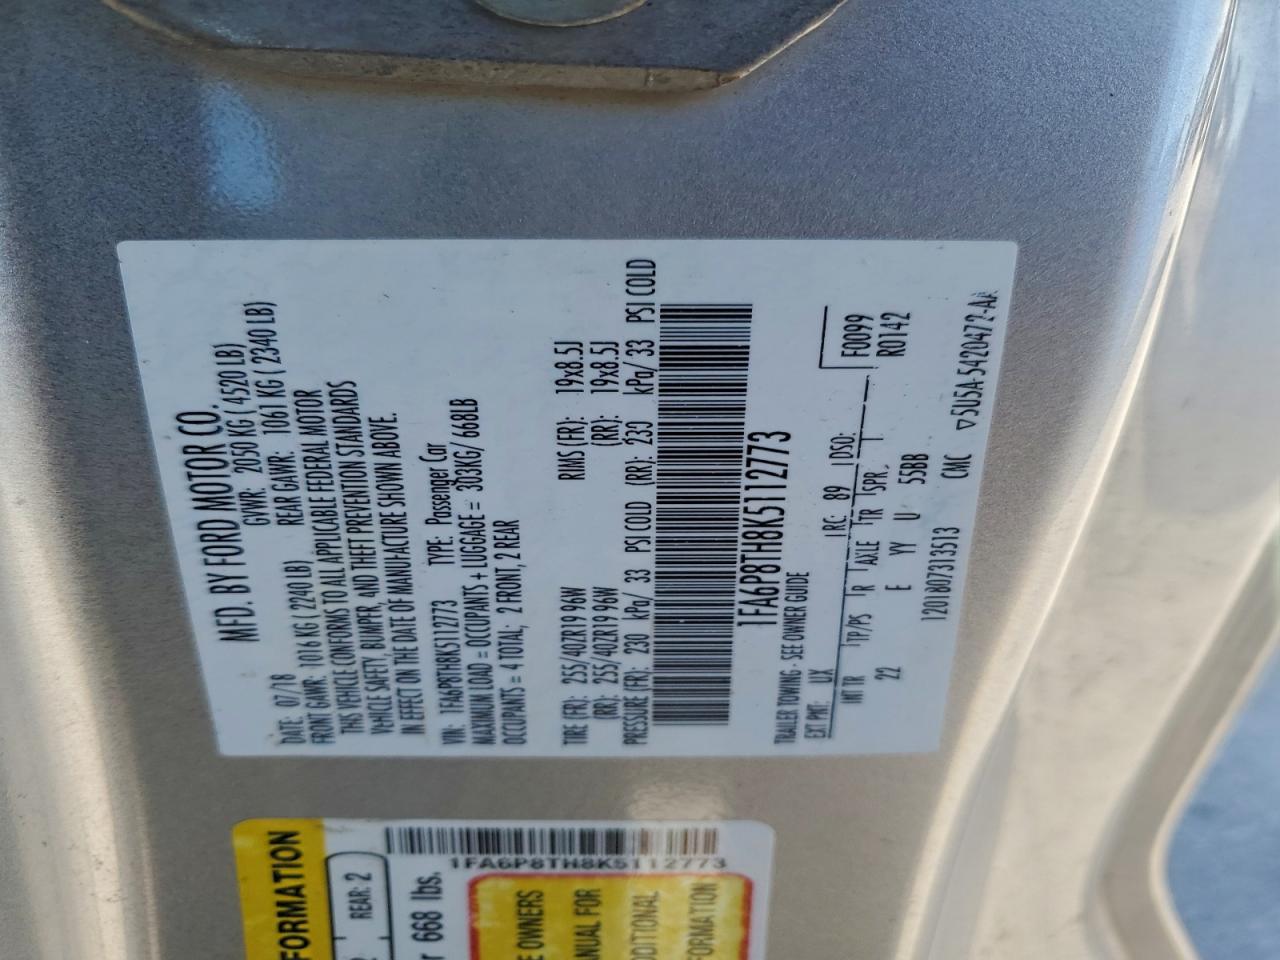 MFD. BY FORD MOTOR CO.
DATE: 07/18 GVWR: 2050 KG ( 4520 LB)
FRONT GAWR: 1016 KG ( 2240 LB) REAR GAWR: 1061 KG ( 2340 LB)
THIS VEHICLE CONFORMS TO ALL APPLICABLE FEDERAL MOTOR
VEHICLE SAFETY, BUMPER, AND THEFT PREVENTION STANDARDS
IN EFFECT ON THE DATE OF MANUFACTURE SHOWN ABOVE.
VIN: 1FA6P8TH8K5112773 TYPE: Passenger Car
MAXIMUM LOAD = OCCUPANTS + LUGGAGE = 303KG/ 668LB
OCCUPANTS = 4 TOTAL; 2 FRONT, 2 REAR
TIRE (FR): 255/40ZR19 96W RIMS (FR): 19x8.5J
(RR): 255/40ZR19 96W (RR): 19x8.5J
PRESSURE (FR): 230 kPa/ 33 PSI COLD (RR): 230 kPa/ 33 PSI COLD
1FA6P8TH8K5112773
TRAILER TOWING - SEE OWNER GUIDE
EXT PNT: UX RC: 89 DSO: F0099
R0142
INT TR TP/PS R AXLE TR SPR
22 E YY U 55BB
CMC ▽5U5A-5420472-AA
12018073135​13
FORMATION
REAR: 2
1FA6P8TH8K5112773
668 lbs.
OWNERS
ANUAL FOR
DDITIONAL
FORMATION